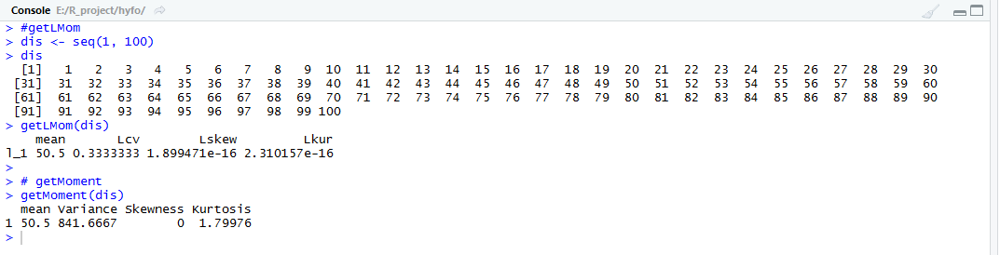 Console E:/R_project/hyfo/
> #getLMom
> dis <- seq(1, 100)
> dis
[1] 1 2 3 4 5 6 7 8 9 10 11 12 13 14 15 16 17 18 19 20 21 22 23 24 25 26 27 28 29 30
[31] 31 32 33 34 35 36 37 38 39 40 41 42 43 44 45 46 47 48 49 50 51 52 53 54 55 56 57 58 59 60
[61] 61 62 63 64 65 66 67 68 69 70 71 72 73 74 75 76 77 78 79 80 81 82 83 84 85 86 87 88 89 90
[91] 91 92 93 94 95 96 97 98 99 100
> getLMom(dis)
mean Lcv Lskew Lkur
l_1 50.5 0.3333333 1.899471e-16 2.310157e-16
>
> # getMoment
> getMoment(dis)
mean Variance Skewness Kurtosis
1 50.5 841.6667 0 1.79976
>